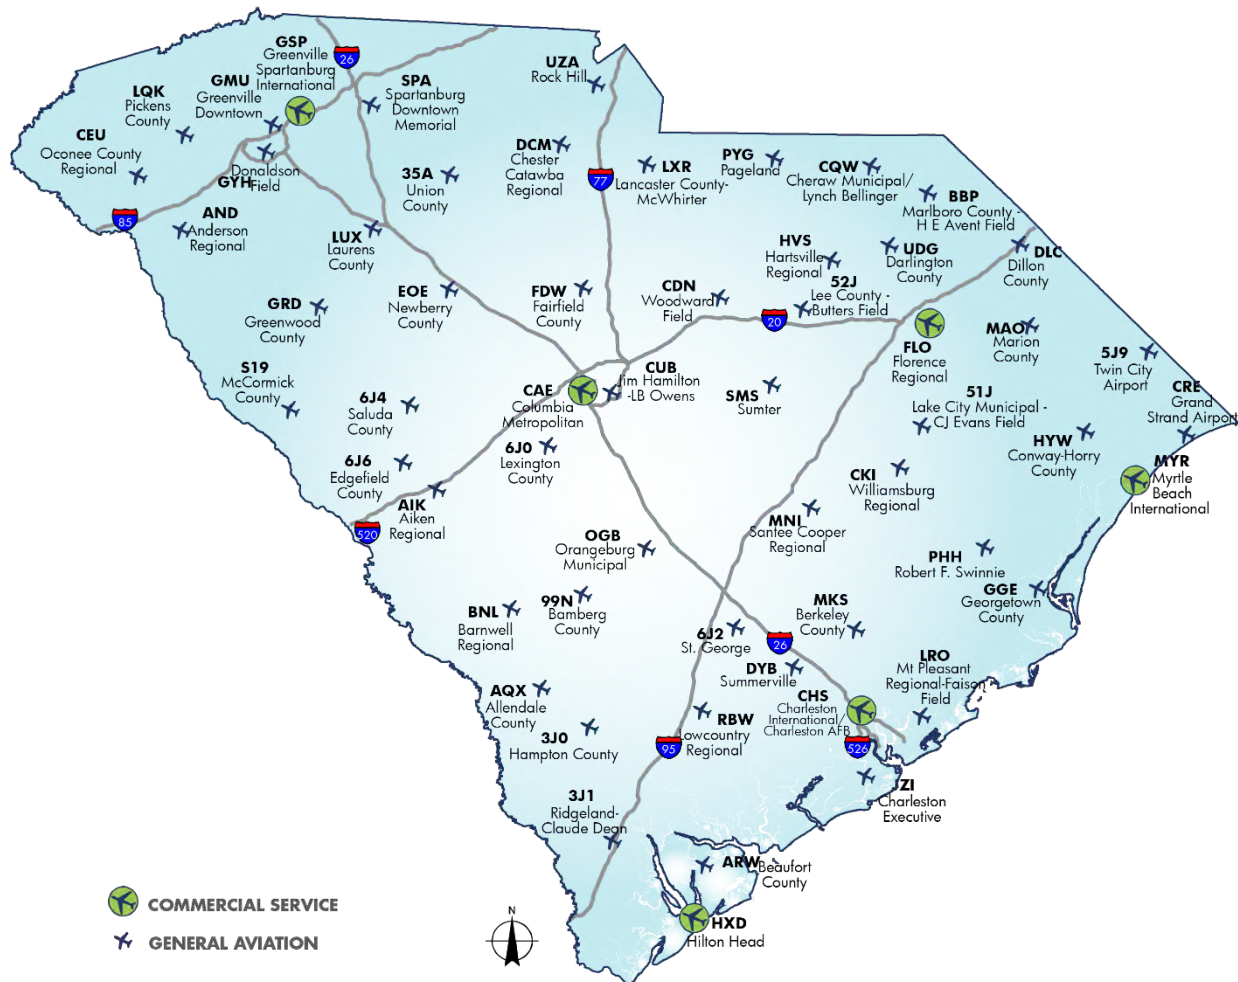 GSP
Greenville
Spartanburg
International
26
UZA
Rock Hill
SPA
Spartanburg
Downtown
Memorial
GMU
Greenville
Downtown
LQK
Pickens
County
CEU
Oconee County
Regional
GYH
Donaldson
Field
DCM
Chester
Catawba
Regional
77
LXR
Lancaster County-
McWhirter
PYG
Pageland
CQW
Cheraw Municipal/
Lynch Bellinger
BBP
Marlboro County -
H E Avent Field
35A
Union
County
85
AND
Anderson
Regional
LUX
Laurens
County
HVS
Hartsville
Regional
UDG
Darlington
County
DLC
Dillon
County
GRD
Greenwood
County
EOE
Newberry
County
FDW
Fairfield
County
CDN
Woodward
Field
52J
Lee County -
Butters Field
20
FLO
Florence
Regional
MAO
Marion
County
5J9
Twin City
Airport
S19
McCormick
County
6J4
Saluda
County
CAE
Columbia
Metropolitan
CUB
Jim Hamilton
-LB Owens
SMS
Sumter
51J
Lake City Municipal -
CJ Evans Field
CRE
Grand
Strand Airport
HYW
Conway-Horry
County
MYR
Myrtle
Beach
International
6J6
Edgefield
County
6J0
Lexington
County
AIK
Aiken
Regional
520
CKI
Williamsburg
Regional
MNI
Santee Cooper
Regional
OGB
Orangeburg
Municipal
PHH
Robert F. Swinnie
GGE
Georgetown
County
BNL
Barnwell
Regional
99N
Bamberg
County
MKS
Berkeley
County
6J2
St. George
26
DYB
Summerville
LRO
Mt Pleasant
Regional-Faison
Field
AQX
Allendale
County
3J0
Hampton County
RBW
Lowcountry
Regional
95
CHS
Charleston
International/
Charleston AFB
526
JZI
Charleston
Executive
3J1
Ridgeland-
Claude Dean
ARW
Beaufort
County
HXD
Hilton Head
COMMERCIAL SERVICE
GENERAL AVIATION
N